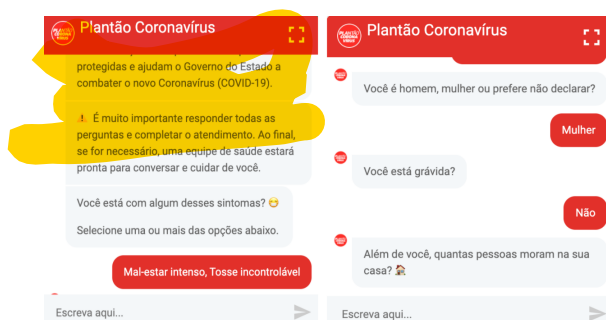 Plantão Coronavírus
protegidas e ajudam o Governo do Estado a
combater o novo Coronavírus (COVID-19).
⚠ É muito importante responder todas as
perguntas e completar o atendimento. Ao final,
se for necessário, uma equipe de saúde estará
pronta para conversar e cuidar de você.
Você está com algum desses sintomas? 😷
Selecione uma ou mais das opções abaixo.
Mal-estar intenso, Tosse incontrolável
Escreva aqui...
Plantão Coronavírus
Você é homem, mulher ou prefere não declarar?
Mulher
Você está grávida?
Não
Além de você, quantas pessoas moram na sua
casa? 🏠
Escreva aqui...